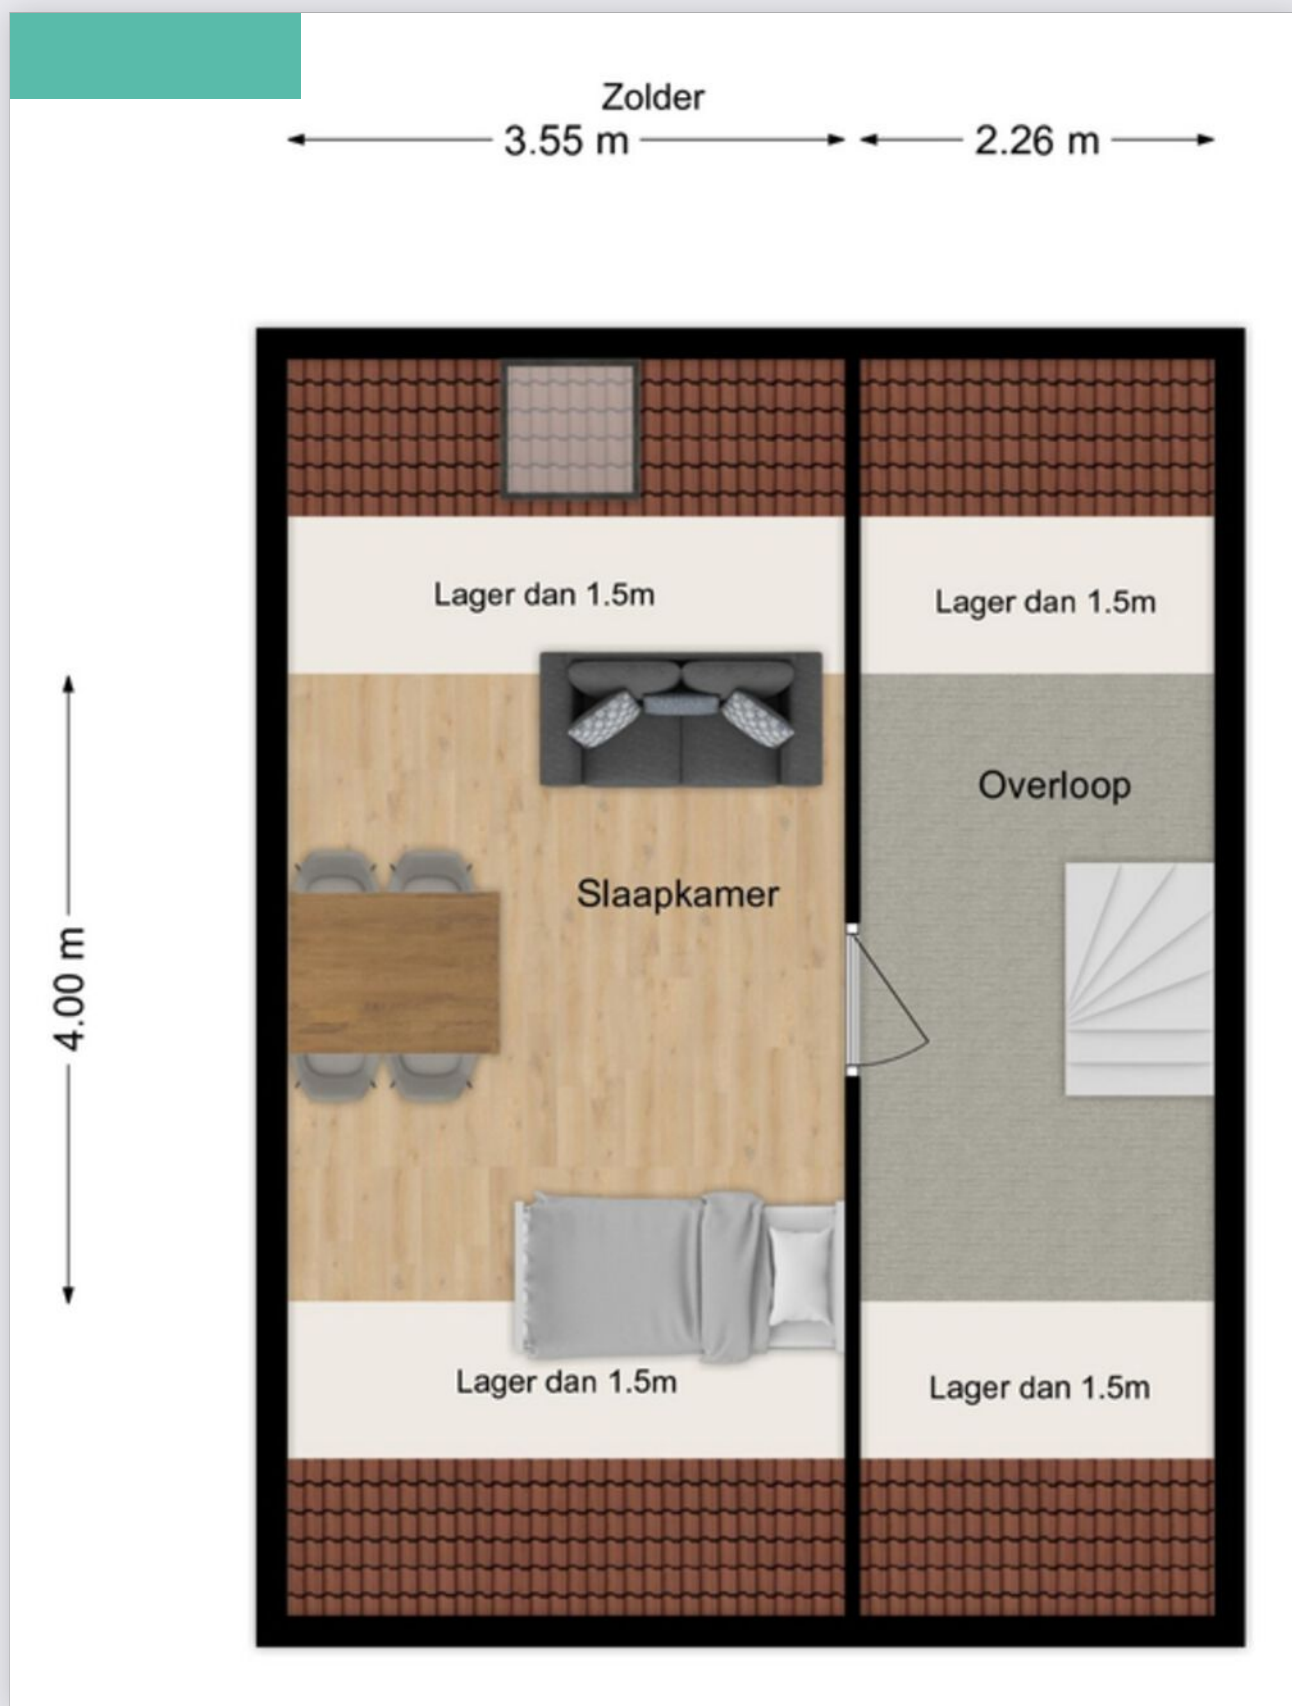 Zolder
3.55 m
2.26 m
Lager dan 1.5m
Lager dan 1.5m
Overloop
Slaapkamer
4.00 m
Lager dan 1.5m
Lager dan 1.5m